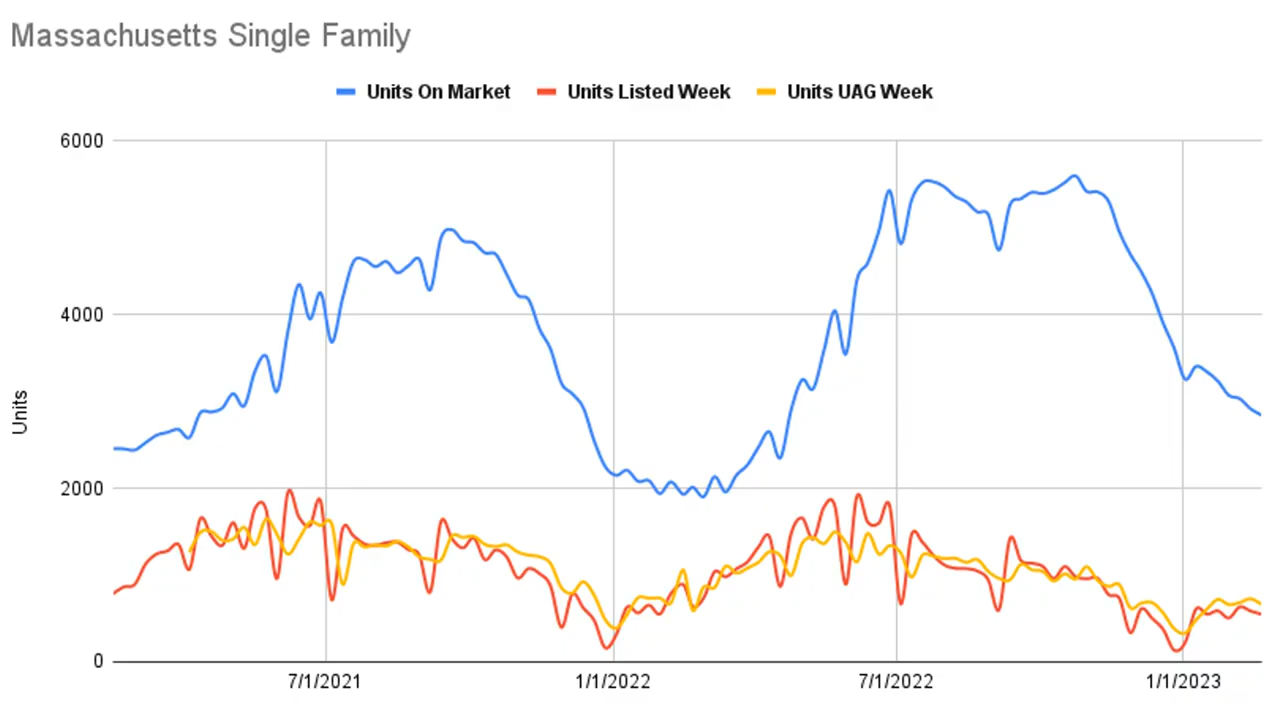 Massachusetts Single Family
Units On Market Units Listed Week Units UAG Week
6000
4000
2000
0
Units
7/1/2021 1/1/2022 7/1/2022 1/1/2023